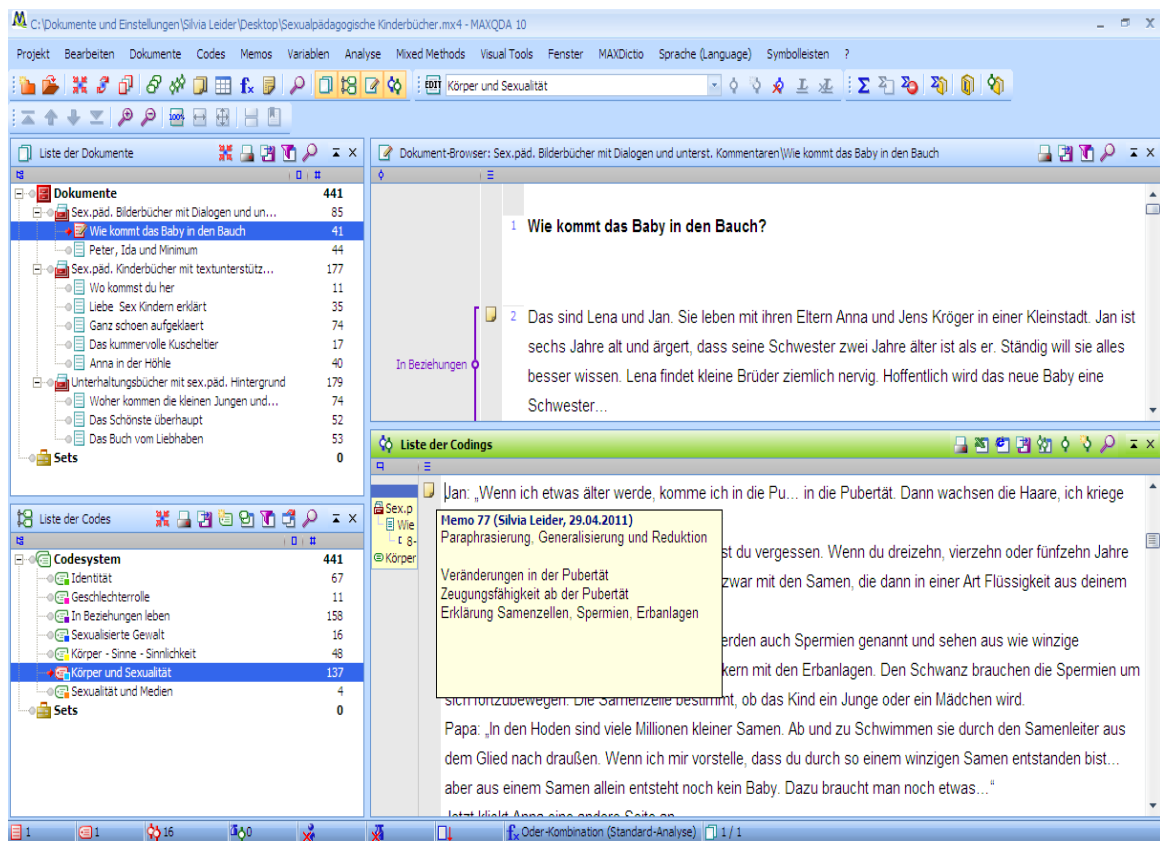 C:\Dokumente und Einstellungen\Silvia Leider\Desktop\Sexualpädagogische Kinderbücher.mx4 - MAXQDA 10
Projekt Bearbeiten Dokumente Codes Memos Variablen Analyse Mixed Methods Visual Tools Fenster MAXDictio Sprache (Language) Symbolleisten ?
EDIT Körper und Sexualität
100%
Liste der Dokumente
Dokumente 441
Sex.päd. Bilderbücher mit Dialogen und un... 85
Wie kommt das Baby in den Bauch 41
Peter, Ida und Minimum 44
Sex.päd. Kinderbücher mit textunterstütz... 177
Wo kommst du her 11
Liebe Sex Kindern erklärt 35
Ganz schoen aufgeklaert 74
Das kummervolle Kuscheltier 17
Anna in der Höhle 40
Unterhaltungsbücher mit sex.päd. Hintergrund 179
Woher kommen die kleinen Jungen und... 74
Das Schönste überhaupt 52
Das Buch vom Liebhaben 53
Sets 0
Liste der Codes
Codesystem 441
Identität 67
Geschlechterrolle 11
In Beziehungen leben 158
Sexualisierte Gewalt 16
Körper - Sinne - Sinnlichkeit 48
Körper und Sexualität 137
Sexualität und Medien 4
Sets 0
Dokument-Browser: Sex.päd. Bilderbücher mit Dialogen und unterst. Kommentaren\Wie kommt das Baby in den Bauch
1 Wie kommt das Baby in den Bauch?
In Beziehungen
2 Das sind Lena und Jan. Sie leben mit ihren Eltern Anna und Jens Kröger in einer Kleinstadt. Jan ist
sechs Jahre alt und ärgert, dass seine Schwester zwei Jahre älter ist als er. Ständig will sie alles
besser wissen. Lena findet kleine Brüder ziemlich nervig. Hoffentlich wird das neue Baby eine
Schwester...
Liste der Codings
Sex.p
Wie
8-
Körper
Jan: „Wenn ich etwas älter werde, komme ich in die Pu... in die Pubertät. Dann wachsen die Haare, ich kriege
Memo 77 (Silvia Leider, 29.04.2011)
Paraphrasierung, Generalisierung und Reduktion
Veränderungen in der Pubertät
Zeugungsfähigkeit ab der Pubertät
Erklärung Samenzellen, Spermien, Erbanlagen
st du vergessen. Wenn du dreizehn, vierzehn oder fünfzehn Jahre
zwar mit den Samen, die dann in einer Art Flüssigkeit aus deinem
erden auch Spermien genannt und sehen aus wie winzige
kern mit den Erbanlagen. Den Schwanz brauchen die Spermien um
sich fortzubewegen. Die Samenzelle bestimmt, ob das Kind ein Junge oder ein Mädchen wird.
Papa: „In den Hoden sind viele Millionen kleiner Samen. Ab und zu Schwimmen sie durch den Samenleiter aus
dem Glied nach draußen. Wenn ich mir vorstelle, dass du durch so einem winzigen Samen entstanden bist...
aber aus einem Samen allein entsteht noch kein Baby. Dazu braucht man noch etwas..."
Jetzt klickt Anna eine andere Seite an
1 1 16 0 Oder-Kombination (Standard-Analyse) 1 / 1